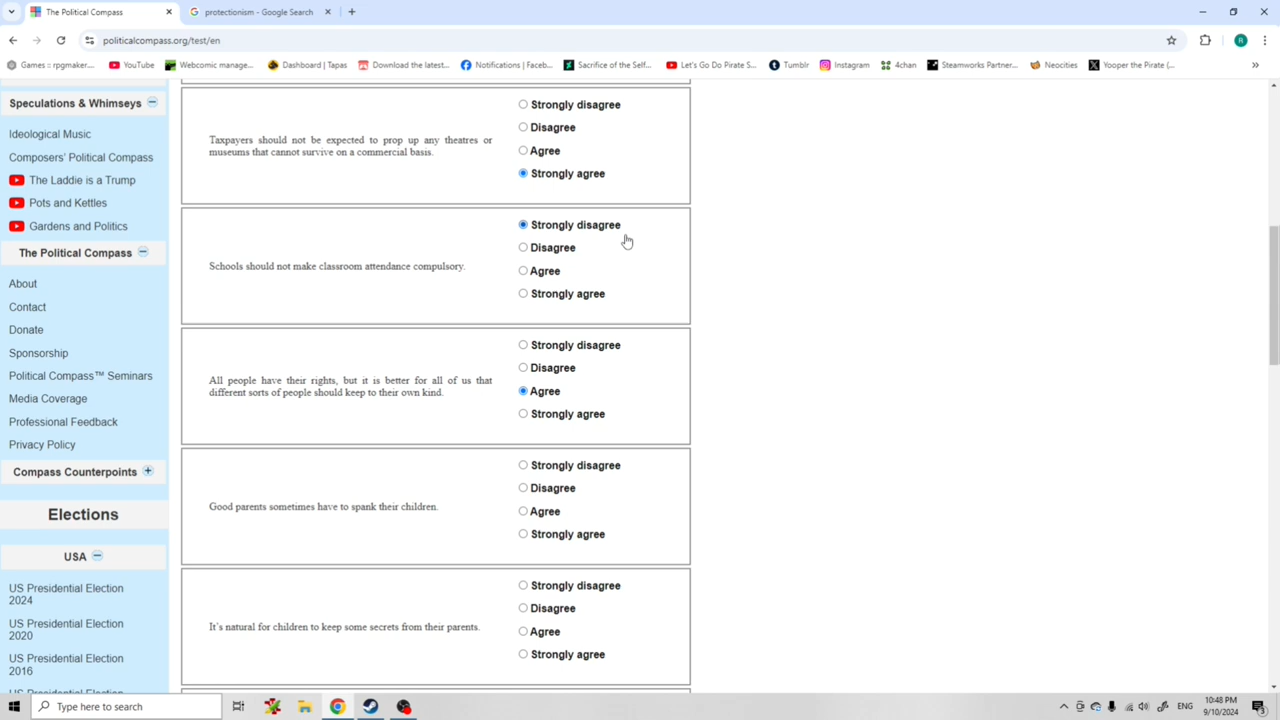 The Political Compass
protectionism - Google Search
politicalcompass.org/test/en
Games :: rpgmaker....
YouTube
Webcomic manage...
Dashboard | Tapas
Download the latest...
Notifications | Faceb...
Sacrifice of the Self...
Let's Go Do Pirate S...
Tumblr
Instagram
4chan
Steamworks Partner...
Neocities
Yooper the Pirate (...
»
Speculations & Whimseys
Ideological Music
Composers' Political Compass
The Laddie is a Trump
Pots and Kettles
Gardens and Politics
The Political Compass
About
Contact
Donate
Sponsorship
Political Compass™ Seminars
Media Coverage
Professional Feedback
Privacy Policy
Compass Counterpoints
Elections
USA
US Presidential Election
2024
US Presidential Election
2020
US Presidential Election
2016
Taxpayers should not be expected to prop up any theatres or
museums that cannot survive on a commercial basis.
Strongly disagree
Disagree
Agree
Strongly agree
Schools should not make classroom attendance compulsory.
Strongly disagree
Disagree
Agree
Strongly agree
All people have their rights, but it is better for all of us that
different sorts of people should keep to their own kind.
Strongly disagree
Disagree
Agree
Strongly agree
Good parents sometimes have to spank their children.
Strongly disagree
Disagree
Agree
Strongly agree
It's natural for children to keep some secrets from their parents.
Strongly disagree
Disagree
Agree
Strongly agree
Type here to search
ENG
10:48 PM
9/10/2024